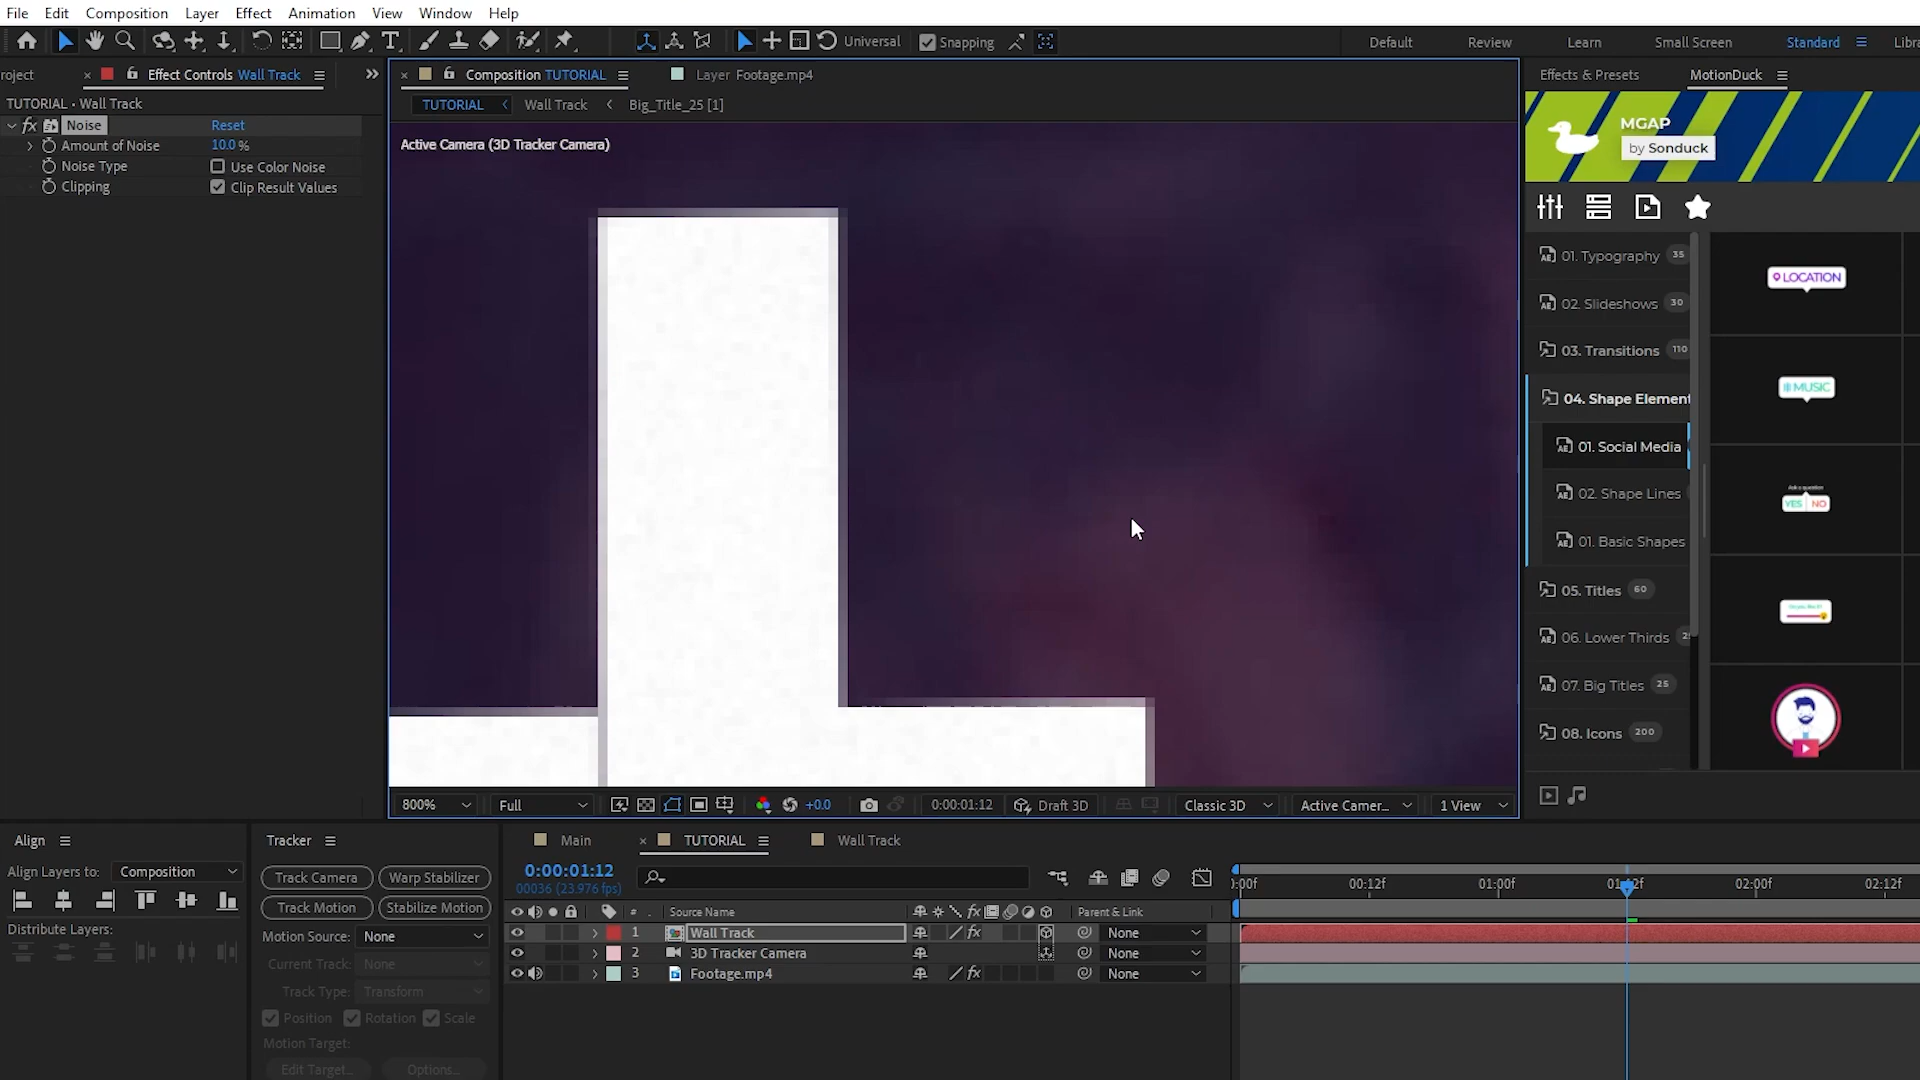 File Edit Composition Layer Effect Animation View Window Help
Universal Snapping Default Review Learn Small Screen Standard Libra
roject Effect Controls Wall Track
Composition TUTORIAL Layer Footage.mp4
Effects & Presets MotionDuck
TUTORIAL • Wall Track
TUTORIAL Wall Track Big_Title_25 [1]
fx Noise Reset
Amount of Noise 10.0 %
Noise Type Use Color Noise
Clipping Clip Result Values
Active Camera (3D Tracker Camera)
MGAP
by Sonduck
01. Typography 35
02. Slideshows 30
03. Transitions 110
04. Shape Element
01. Social Media
02. Shape Lines
01. Basic Shapes
05. Titles 60
06. Lower Thirds
07. Big Titles 25
08. Icons 200
LOCATION
MUSIC
Ask a question
YES NO
800% Full +0.0 0:00:01:12 Draft 3D Classic 3D Active Camer... 1 View
Align
Align Layers to: Composition
Distribute Layers:
Tracker
Track Camera Warp Stabilizer
Track Motion Stabilize Motion
Motion Source: None
Current Track: None
Track Type: Transform
Position Rotation Scale
Motion Target:
Edit Target... Options...
Main TUTORIAL Wall Track
0:00:01:12
00036 (23.976 fps)
:00f 00:12f 01:00f 01:12f 02:00f 02:12f
# Source Name fx Parent & Link
1 Wall Track fx None
2 3D Tracker Camera None
3 Footage.mp4 fx None